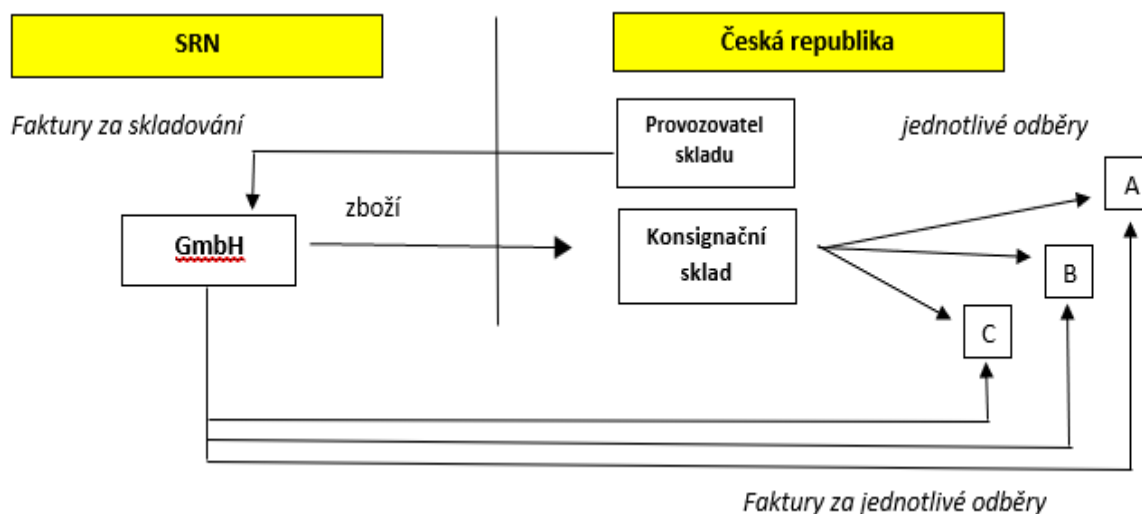 SRN
Česká republika
Faktury za skladování
Provozovatel
skladu
jednotlivé odběry
A
zboží
GmbH
Konsignační
sklad
B
C
Faktury za jednotlivé odběry